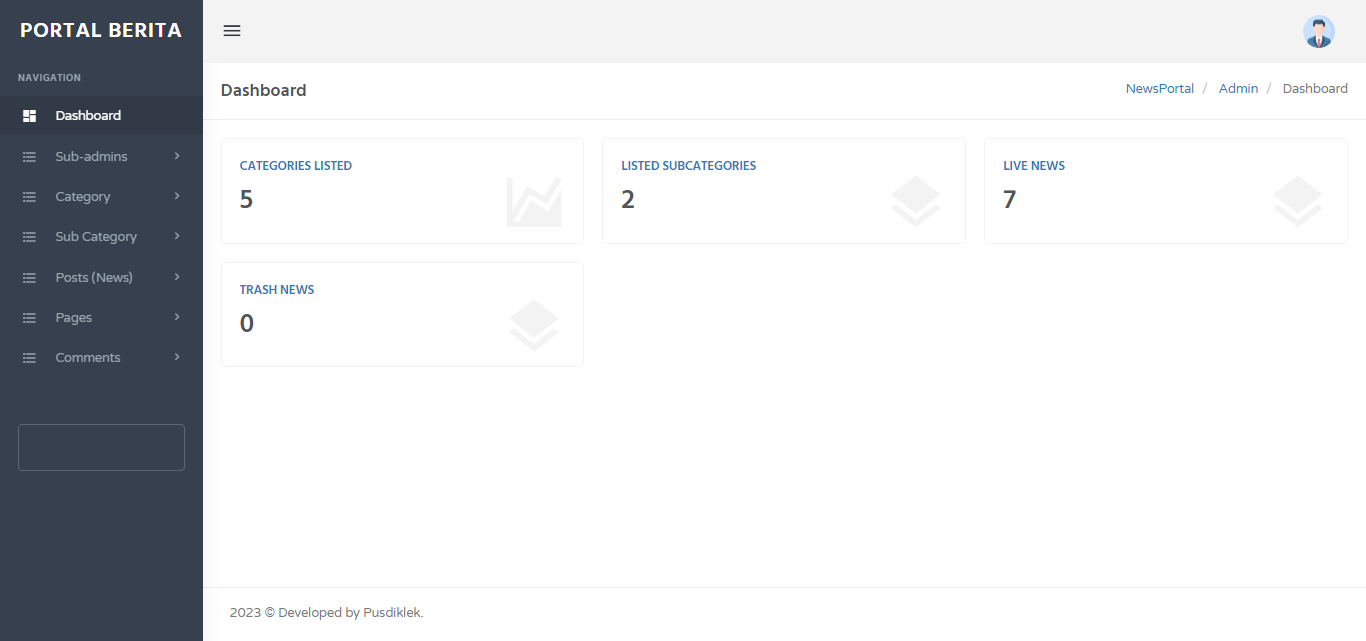 PORTAL BERITA
NAVIGATION
Dashboard
Sub-admins
Category
Sub Category
Posts (News)
Pages
Comments
Dashboard
NewsPortal / Admin / Dashboard
CATEGORIES LISTED
5
LISTED SUBCATEGORIES
2
LIVE NEWS
7
TRASH NEWS
0
2023 © Developed by Pusdiklek.